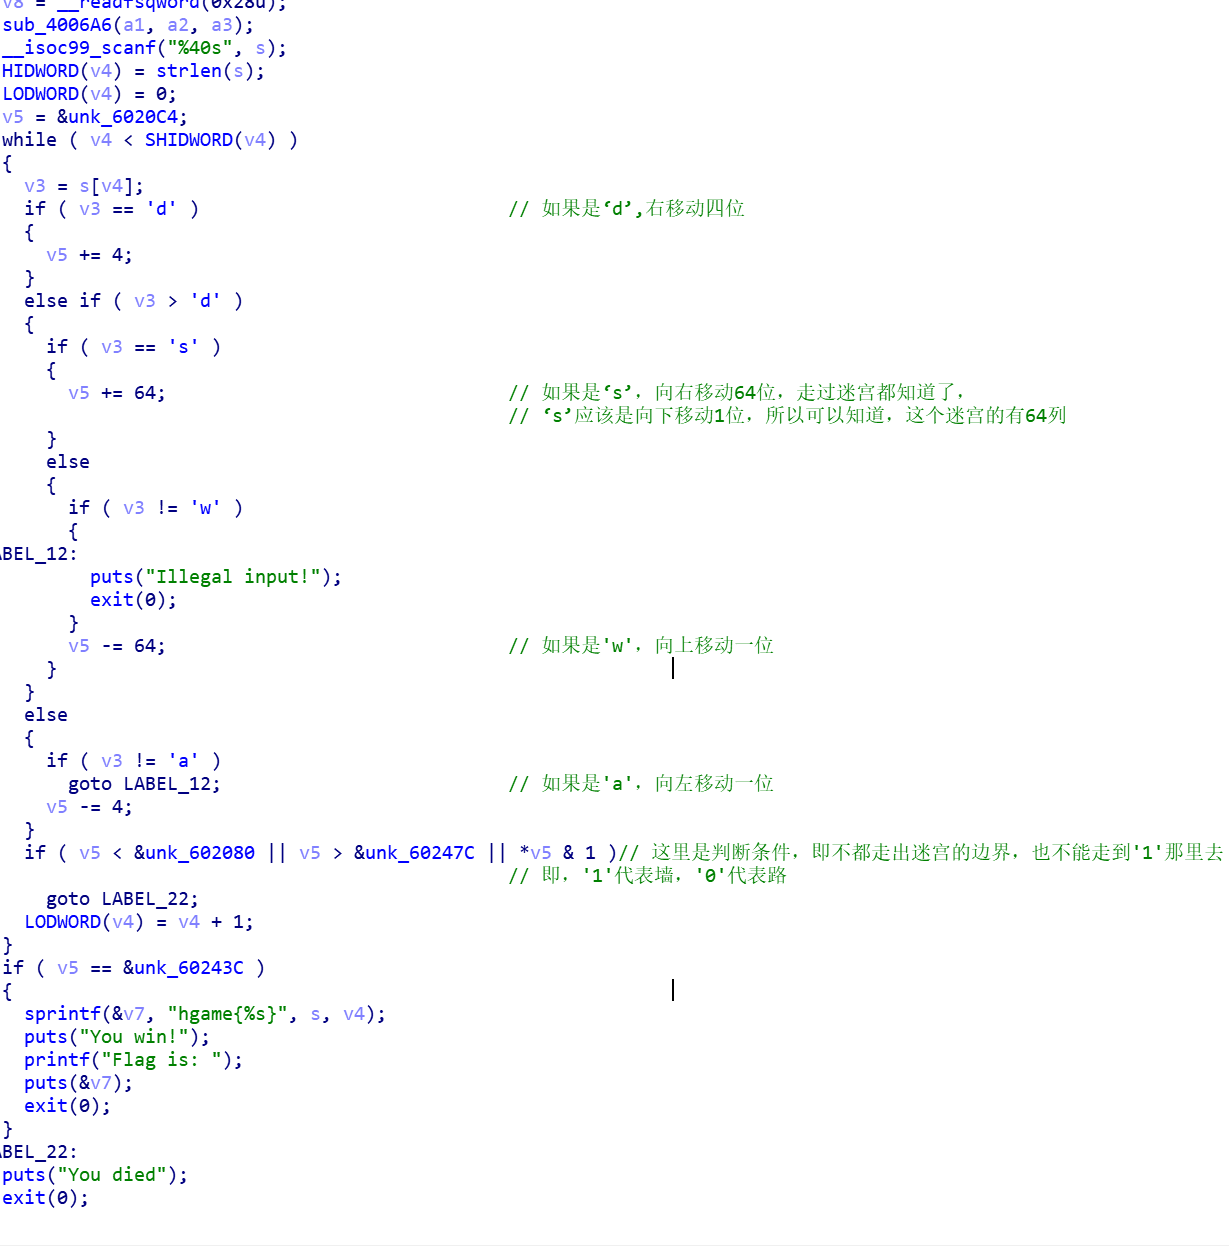 v8 = __readfsqword(0x28u);
sub_4006A6(a1, a2, a3);
__isoc99_scanf("%40s", s);
HIDWORD(v4) = strlen(s);
LODWORD(v4) = 0;
v5 = &unk_6020C4;
while ( v4 < SHIDWORD(v4) )
{
v3 = s[v4];
if ( v3 == 'd' ) // 如果是‘d’,右移动四位
{
v5 += 4;
}
else if ( v3 > 'd' )
{
if ( v3 == 's' )
{
v5 += 64; // 如果是‘s’，向右移动64位，走过迷宫都知道了，
// ‘s’应该是向下移动1位，所以可以知道，这个迷宫的有64列
}
else
{
if ( v3 != 'w' )
{
ABEL_12:
puts("Illegal input!");
exit(0);
}
v5 -= 64; // 如果是'w'，向上移动一位
}
}
else
{
if ( v3 != 'a' )
goto LABEL_12; // 如果是'a'，向左移动一位
v5 -= 4;
}
if ( v5 < &unk_602080 || v5 > &unk_60247C || *v5 & 1 )// 这里是判断条件，即不都走出迷宫的边界，也不能走到'1'那里去
// 即，'1'代表墙，'0'代表路
goto LABEL_22;
LODWORD(v4) = v4 + 1;
}
if ( v5 == &unk_60243C )
{
sprintf(&v7, "hgame{%s}", s, v4);
puts("You win!");
printf("Flag is: ");
puts(&v7);
exit(0);
}
ABEL_22:
puts("You died");
exit(0);